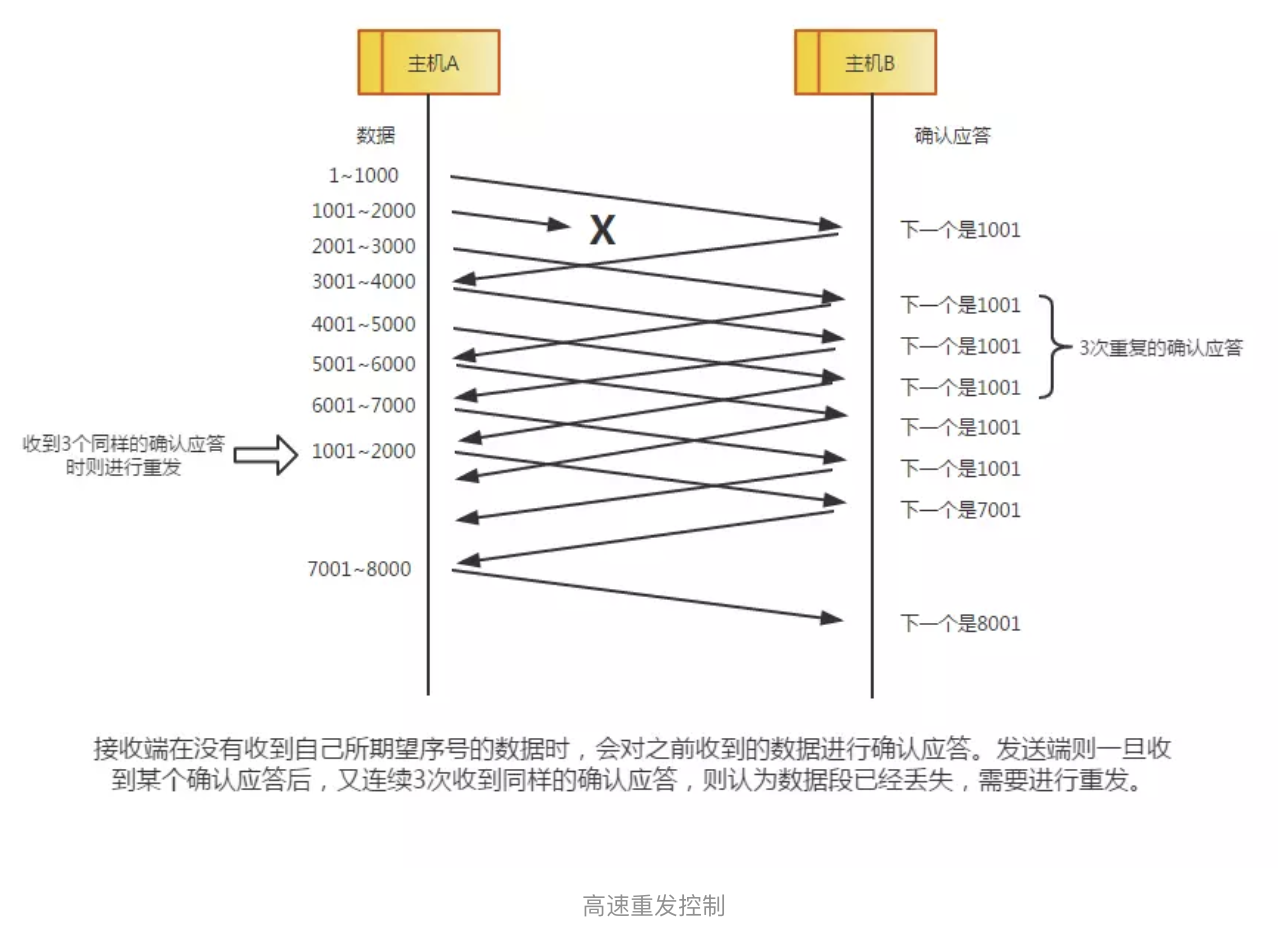 主机A 主机B
数据 确认应答
1~1000
1001~2000 X 下一个是1001
2001~3000
3001~4000
下一个是1001
4001~5000
下一个是1001 3次重复的确认应答
5001~6000
下一个是1001
6001~7000
下一个是1001
收到3个同样的确认应答
时则进行重发
1001~2000
下一个是1001
下一个是7001
7001~8000
下一个是8001
接收端在没有收到自己所期望序号的数据时，会对之前收到的数据进行确认应答。发送端则一旦收
到某个确认应答后，又连续3次收到同样的确认应答，则认为数据段已经丢失，需要进行重发。
高速重发控制